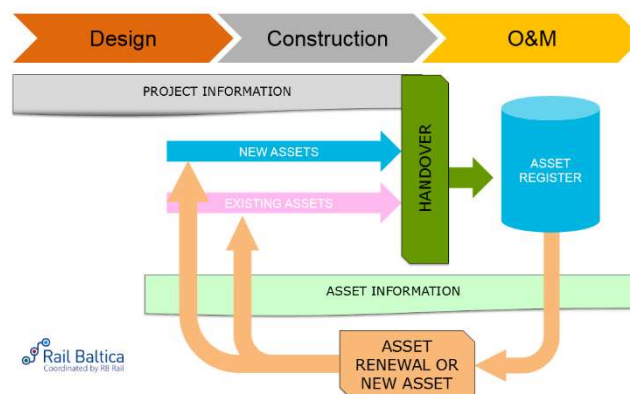 Design
Construction
O&M
PROJECT INFORMATION
NEW ASSETS
EXISTING ASSETS
HANDOVER
ASSET
REGISTER
ASSET INFORMATION
ASSET
RENEWAL OR
NEW ASSET
Rail Baltica
Coordinated by RB Rail